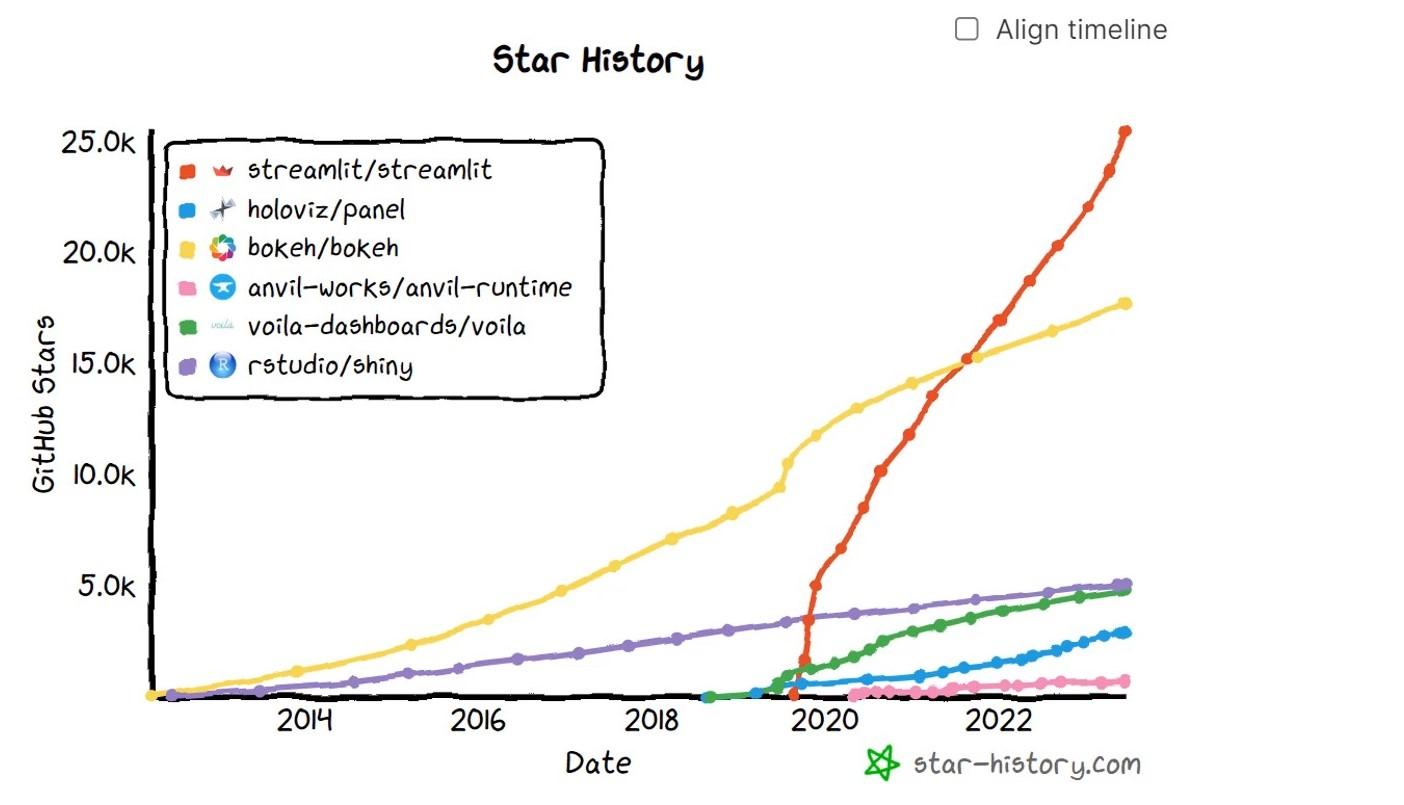 Align timeline
Star History
25.0k
20.0k
15.0k
10.0k
5.0k
GitHub Stars
streamlit/streamlit
holoviz/panel
bokeh/bokeh
anvil-works/anvil-runtime
voila voila-dashboards/voila
R rstudio/shiny
2014 2016 2018 2020 2022
Date
star-history.com